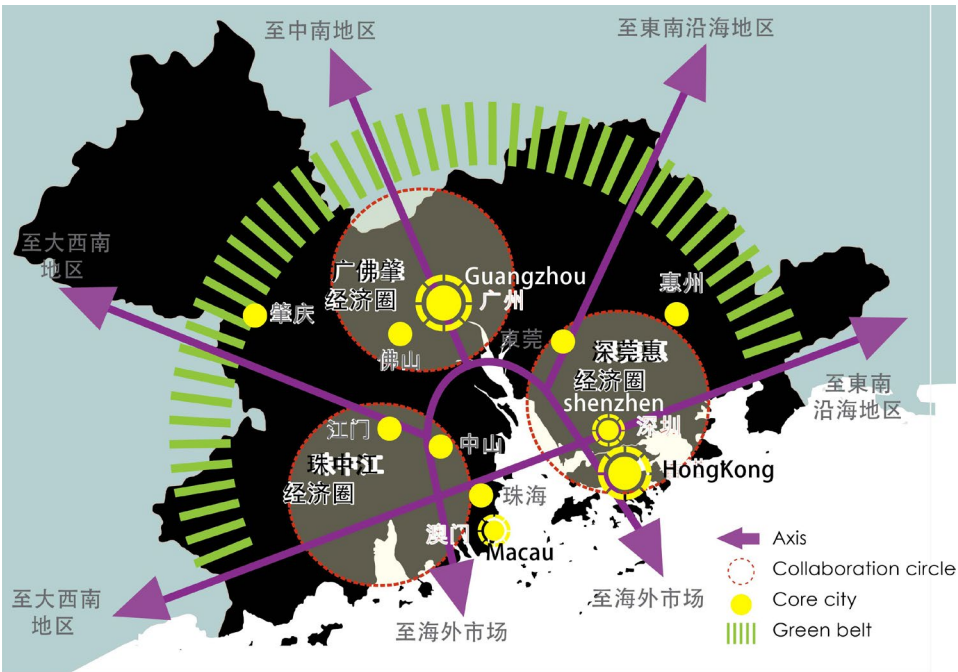 至中南地区
至東南沿海地区
至大西南
地区
广佛肇
经济圈
Guangzhou
广州
惠州
肇庆
佛山
東莞
深莞惠
经济圈
shenzhen
深圳
至東南
沿海地区
江门
中山
珠中江
经济圈
HongKong
珠海
澳门
Macau
至大西南
地区
至海外市场
至海外市场
Axis
Collaboration circle
Core city
Green belt